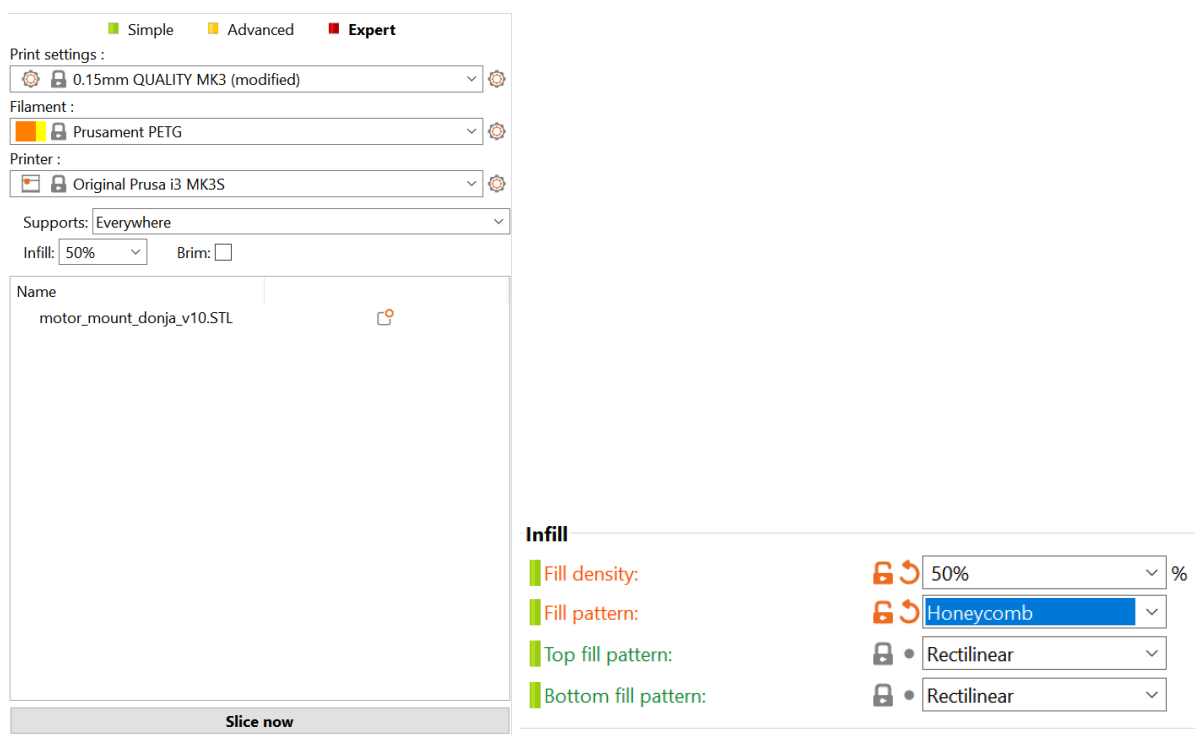 Simple Advanced Expert
Print settings :
0.15mm QUALITY MK3 (modified)
Filament :
Prusament PETG
Printer :
Original Prusa i3 MK3S
Supports: Everywhere
Infill: 50% Brim:
Name
motor_mount_donja_v10.STL
Slice now
Infill
Fill density: 50% %
Fill pattern: Honeycomb
Top fill pattern: Rectilinear
Bottom fill pattern: Rectilinear